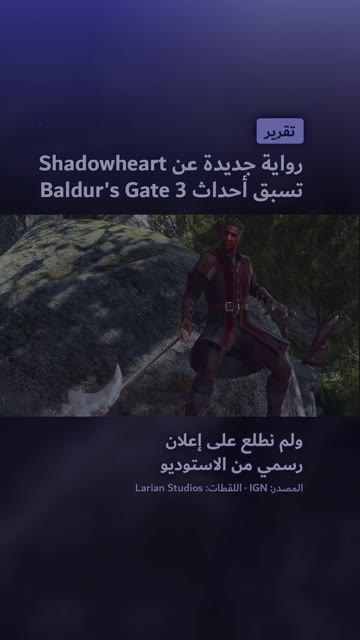 تقرير
رواية جديدة عن Shadowheart
تسبق أحداث Baldur's Gate 3
ولم نطلع على إعلان
رسمي من الاستوديو
المصدر: IGN · اللقطات: Larian Studios